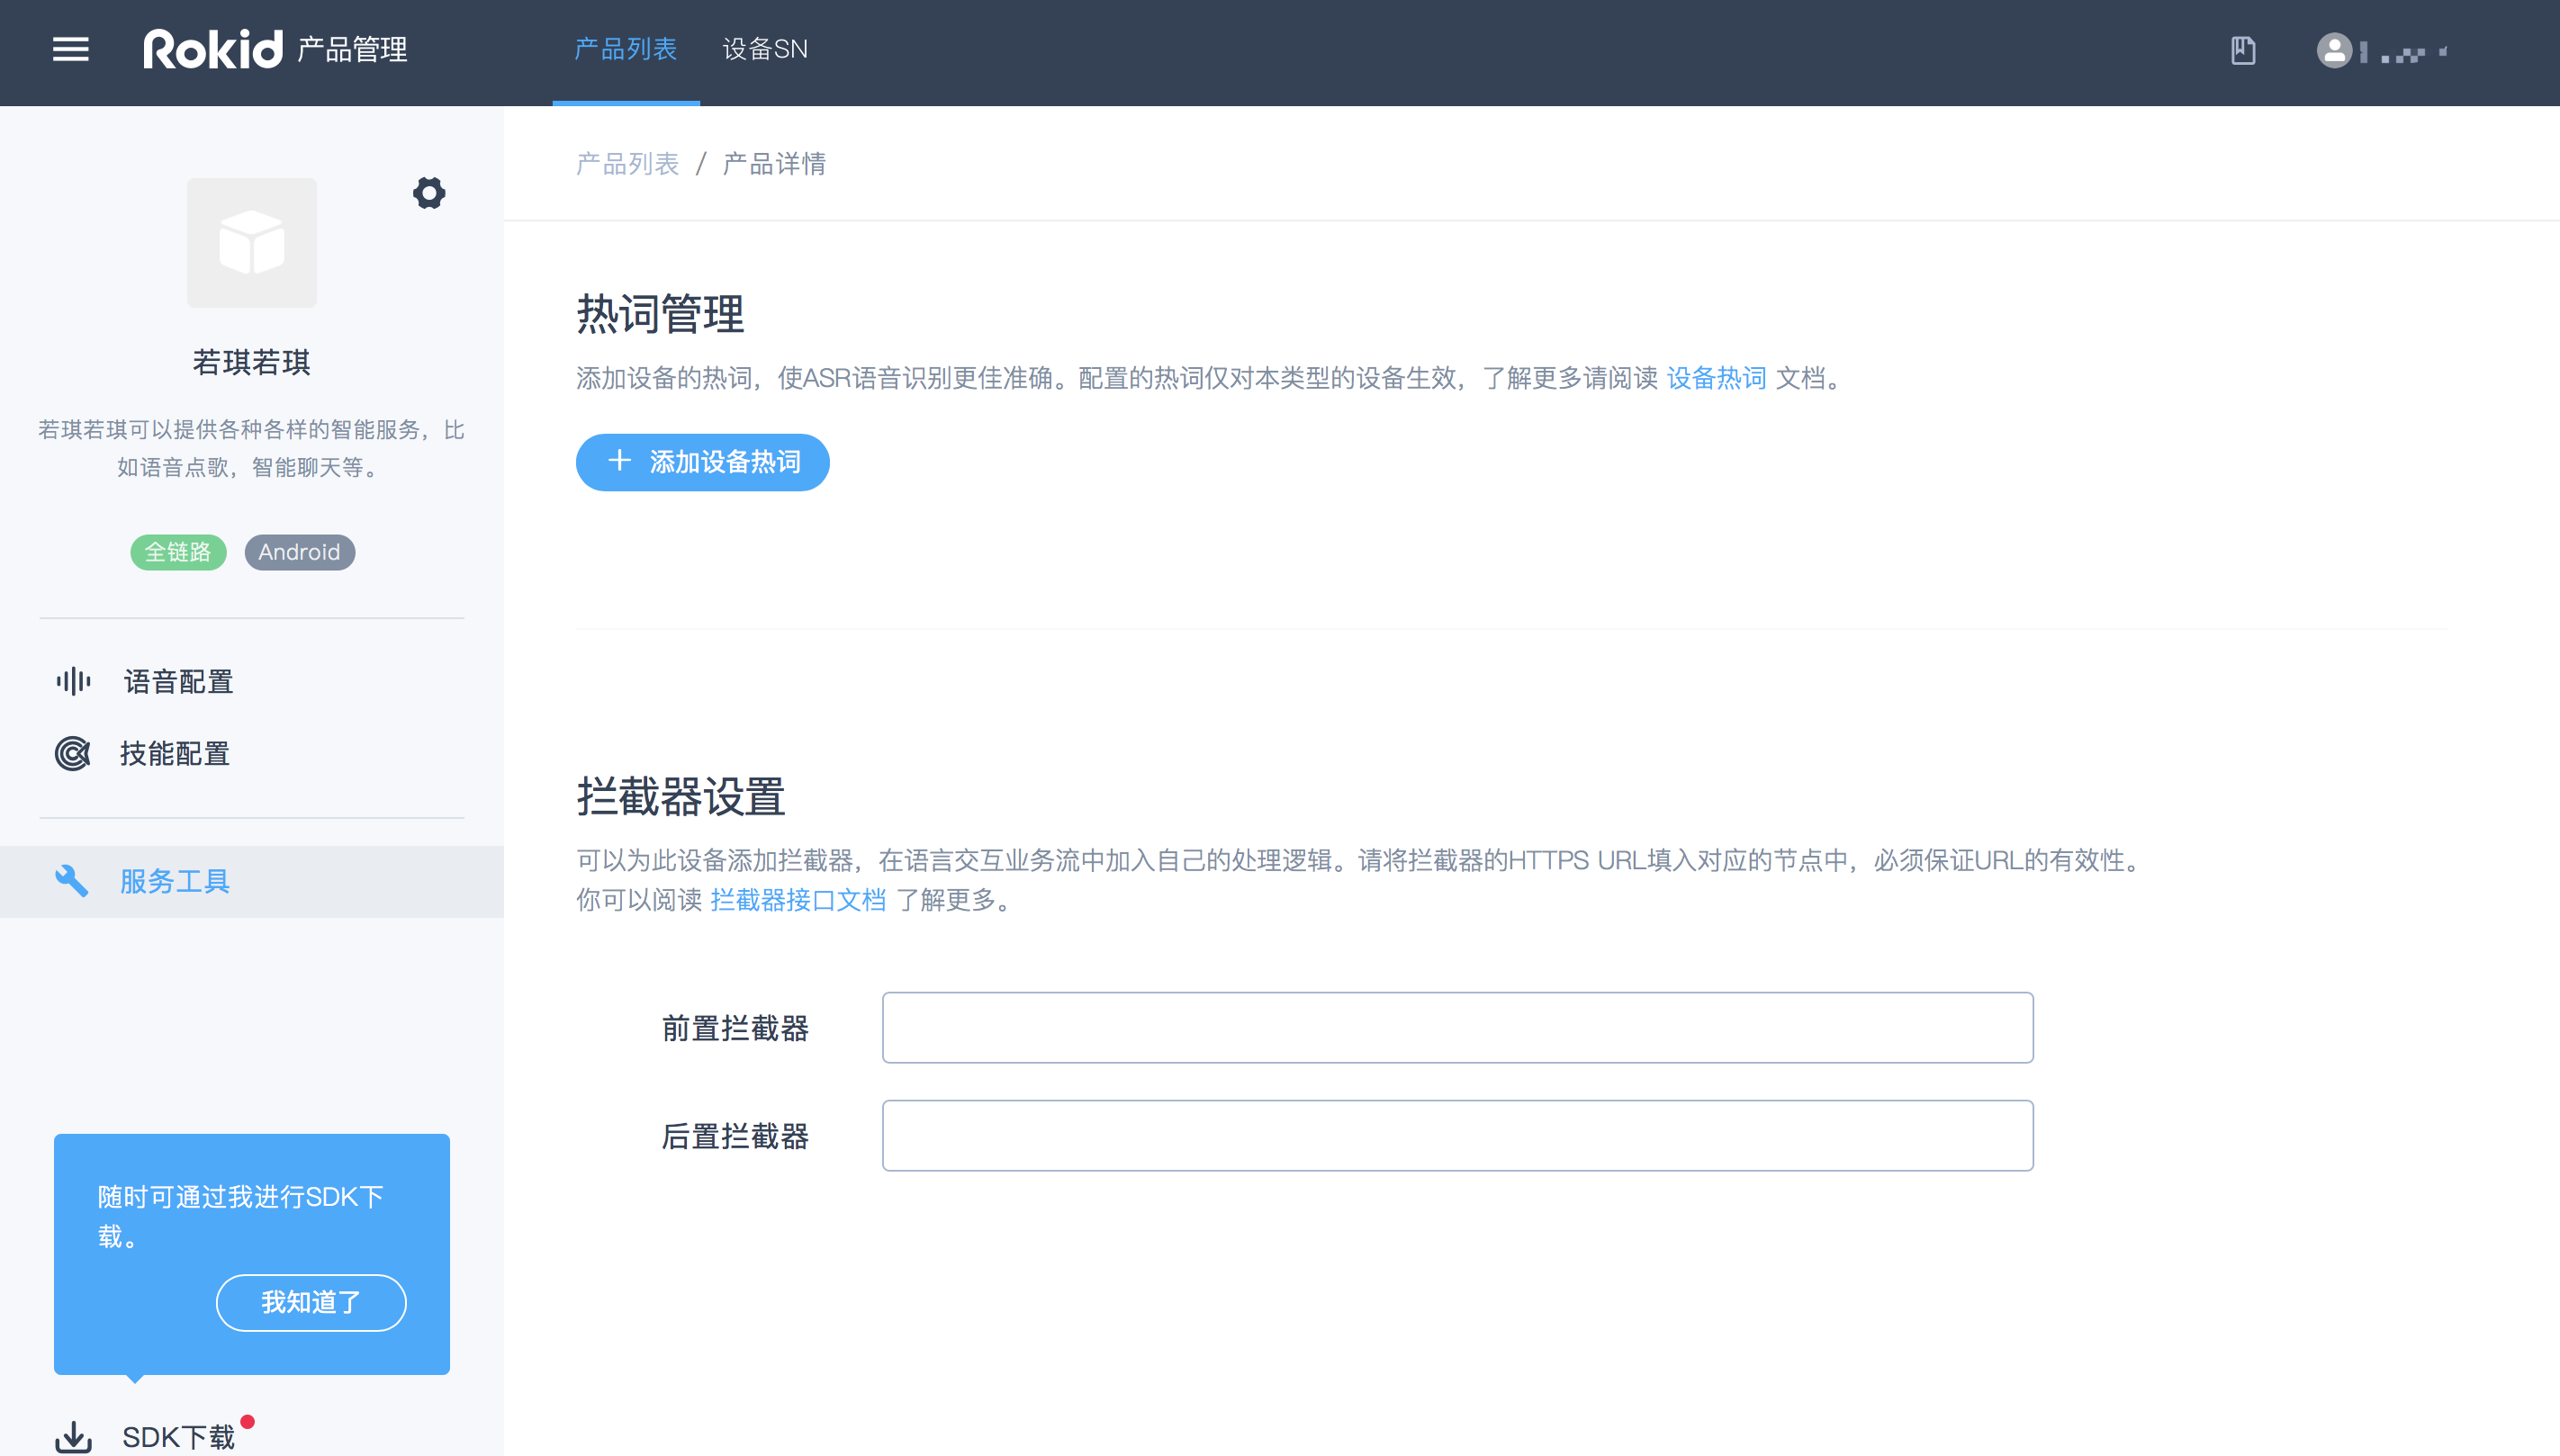 Rokid 产品管理
产品列表
设备SN
产品列表 / 产品详情
若琪若琪
若琪若琪可以提供各种各样的智能服务，比
如语音点歌，智能聊天等。
全链路
Android
语音配置
技能配置
服务工具
随时可通过我进行SDK下
载。
我知道了
SDK下载
热词管理
添加设备的热词，使ASR语音识别更佳准确。配置的热词仅对本类型的设备生效，了解更多请阅读 设备热词 文档。
添加设备热词
拦截器设置
可以为此设备添加拦截器，在语言交互业务流中加入自己的处理逻辑。请将拦截器的HTTPS URL填入对应的节点中，必须保证URL的有效性。
你可以阅读 拦截器接口文档 了解更多。
前置拦截器
后置拦截器